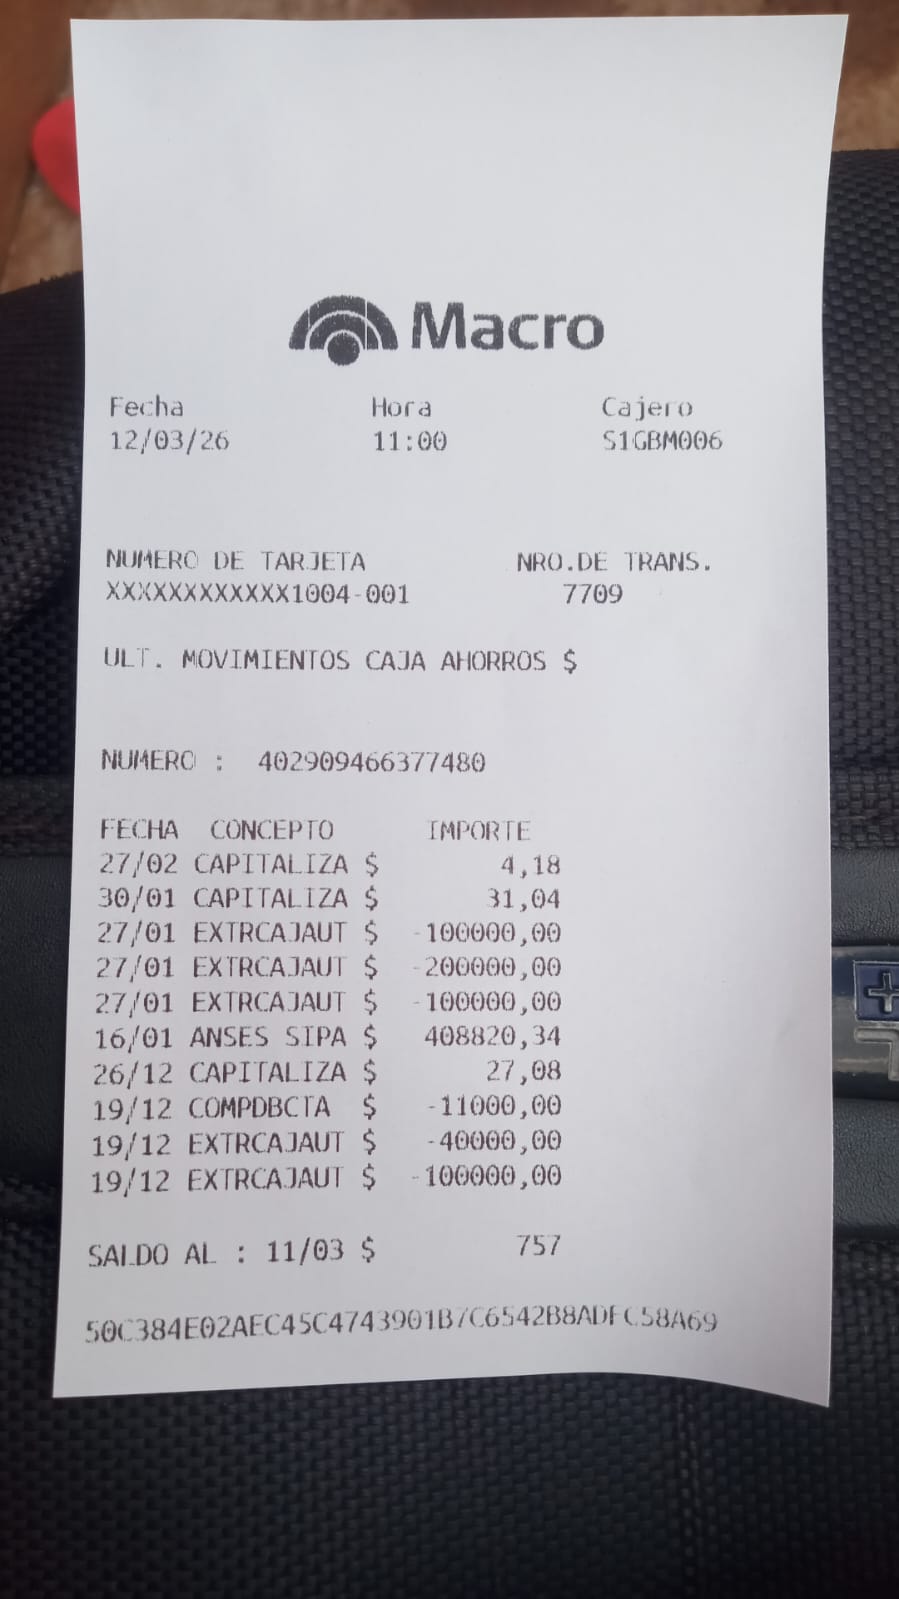 Macro
Fecha Hora Cajero
12/03/26 11:00 S1GBM006
NUMERO DE TARJETA NRO.DE TRANS.
XXXXXXXXXXXX1004-001 7709
ULT. MOVIMIENTOS CAJA AHORROS $
NUMERO : 402909466377480
FECHA CONCEPTO IMPORTE
27/02 CAPITALIZA $ 4,18
30/01 CAPITALIZA $ 31,04
27/01 EXTRCAJAUT $ -100000,00
27/01 EXTRCAJAUT $ -200000,00
27/01 EXTRCAJAUT $ -100000,00
16/01 ANSES SIPA $ 408820,34
26/12 CAPITALIZA $ 27,08
19/12 COMPDBCTA $ -11000,00
19/12 EXTRCAJAUT $ -40000,00
19/12 EXTRCAJAUT $ -100000,00
SALDO AL : 11/03 $ 757
50C384E02AEC45C4743901B7C6542B8ADFC58A69